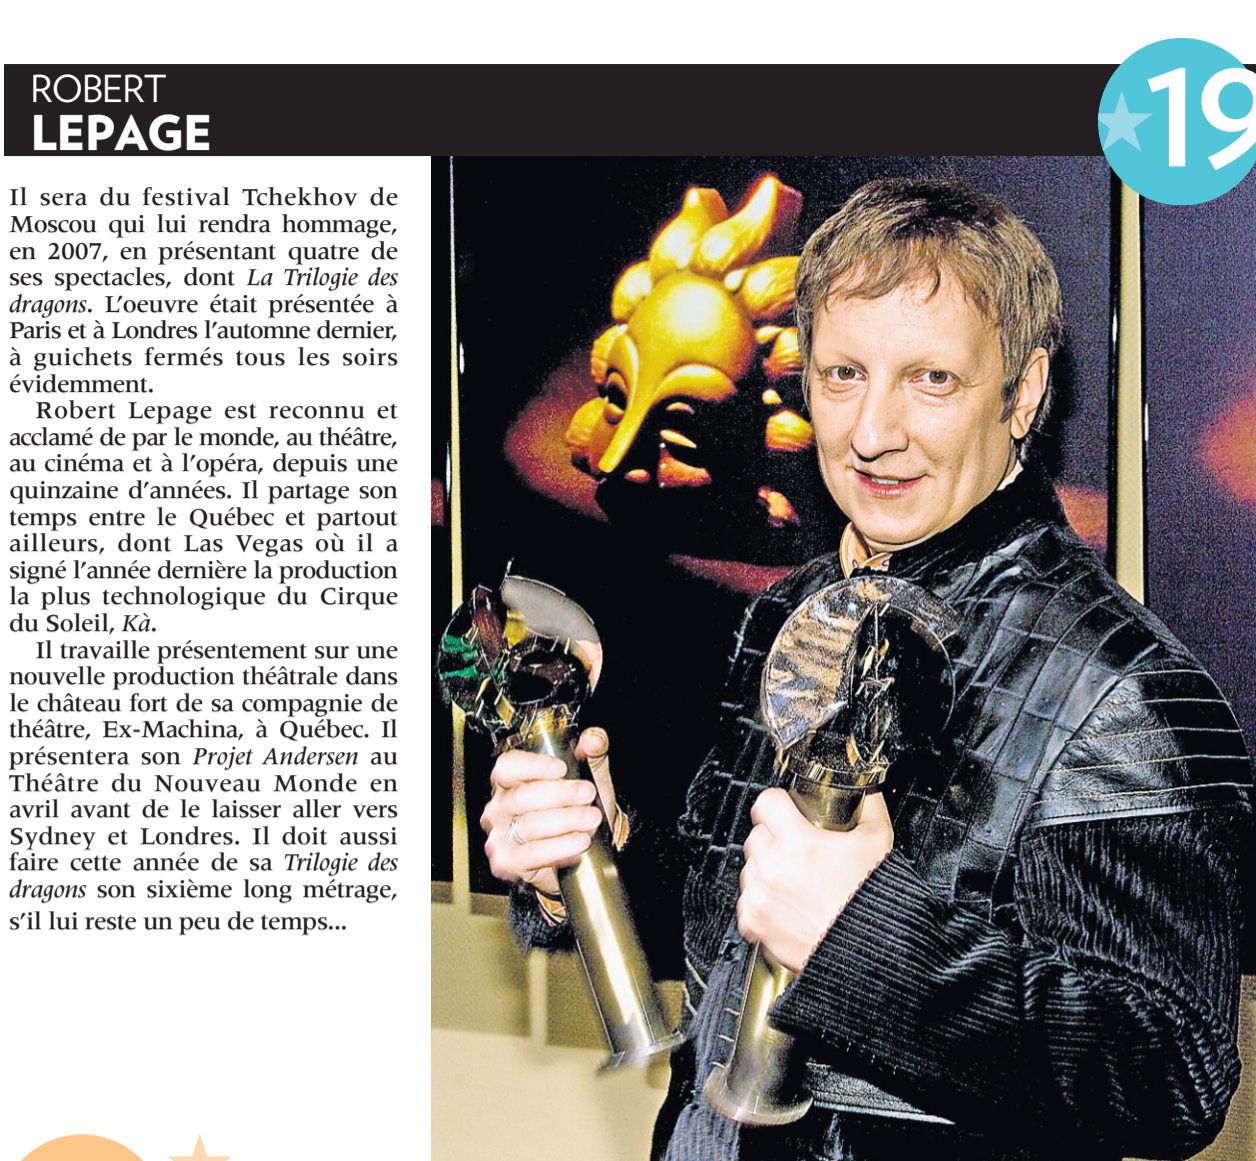 ROBERT
LEPAGE
19
Il sera du festival Tchekhov de
Moscou qui lui rendra hommage,
en 2007, en présentant quatre de
ses spectacles, dont La Trilogie des
dragons. L'oeuvre était présentée à
Paris et à Londres l'automne dernier,
à guichets fermés tous les soirs
évidemment.
Robert Lepage est reconnu et
acclamé de par le monde, au théâtre,
au cinéma et à l'opéra, depuis une
quinzaine d'années. Il partage son
temps entre le Québec et partout
ailleurs, dont Las Vegas où il a
signé l'année dernière la production
la plus technologique du Cirque
du Soleil, Kà.
Il travaille présentement sur une
nouvelle production théâtrale dans
le château fort de sa compagnie de
théâtre, Ex-Machina, à Québec. Il
présentera son Projet Andersen au
Théâtre du Nouveau Monde en
avril avant de le laisser aller vers
Sydney et Londres. Il doit aussi
faire cette année de sa Trilogie des
dragons son sixième long métrage,
s'il lui reste un peu de temps...